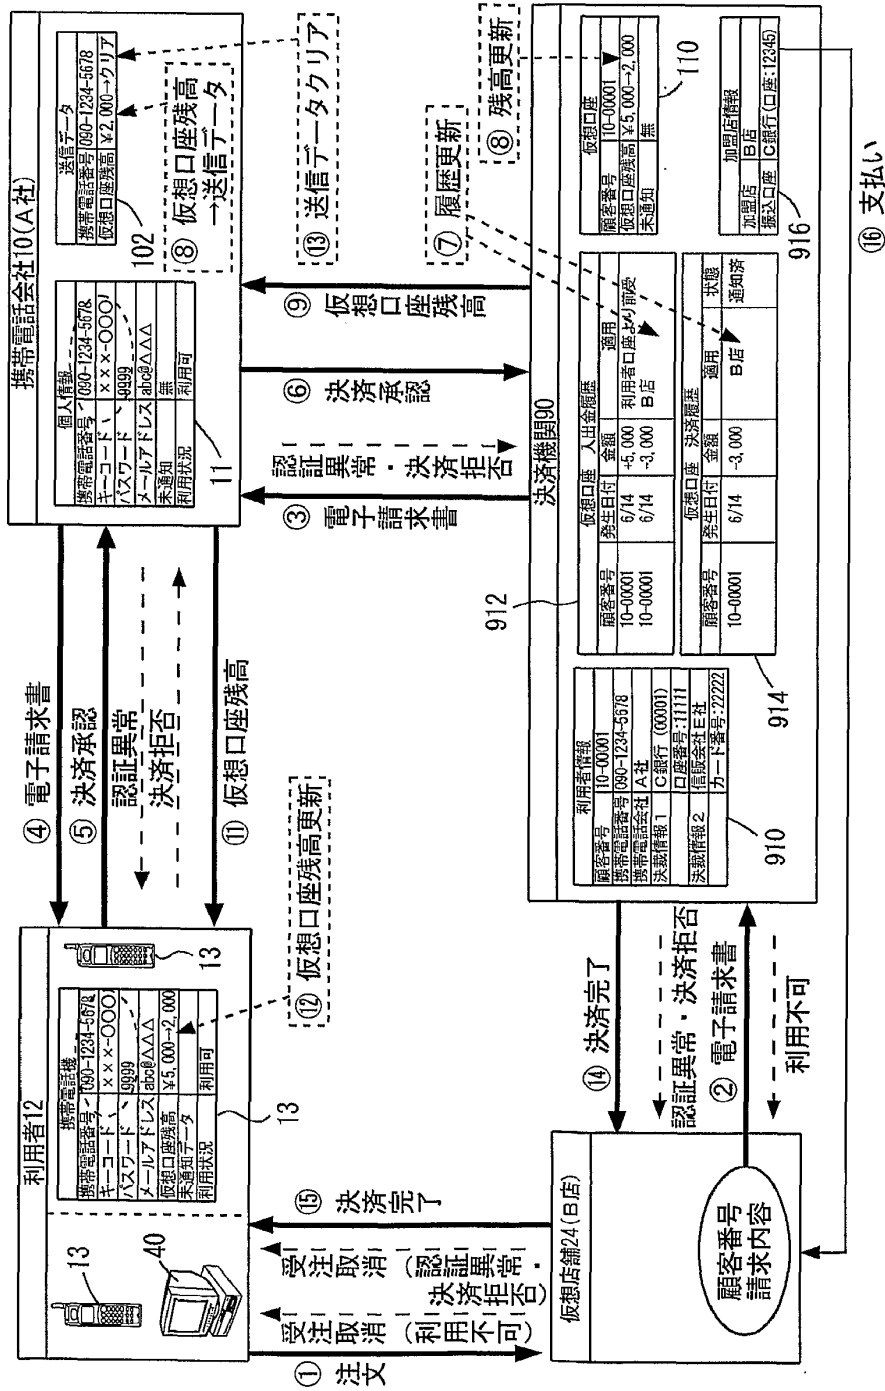 利用者12
13
40
携帯電話機
携帯電話番号 090-1234-5678
キーコード ×××-〇〇〇
パスワード 9999
メールアドレス abc@△△△
仮想口座残高 ¥5,000→2,000
未通知データ
利用状況 利用可
13
13
⑫ 仮想口座残高更新
④ 電子請求書
⑤ 決済承認
認証異常
決済拒否
⑪ 仮想口座残高
携帯電話会社10(A社)
個人情報
携帯電話番号 090-1234-5678
キーコード ×××-〇〇〇
パスワード 9999
メールアドレス abc@△△△
未通知 無
利用状況 利用可
11
送信データ
携帯電話番号 090-1234-5678
仮想口座残高 ¥2,000→クリア
102
⑧ 仮想口座残高
→送信データ
⑬ 送信データクリア
① 注文
受注取消(利用不可)
受注取消(認証異常・
決済拒否)
⑮ 決済完了
③ 電子請求書
認証異常・決済拒否
⑥ 決済承認
⑨ 仮想口座残高
⑦ 履歴更新
⑧ 残高更新
仮想店舗24(B店)
顧客番号
請求内容
⑭ 決済完了
認証異常・決済拒否
② 電子請求書
利用不可
決済機関90
利用者情報
顧客番号 10-00001
携帯電話番号 090-1234-5678
携帯電話会社 A社
決裁情報1 C銀行 (00001)
口座番号:11111
決裁情報2 信販会社E社
カード番号:22222
910
912
仮想口座 入出金履歴
顧客番号 発生日付 金額 適用
10-00001 6/14 +5,000 利用者口座より前受
10-00001 6/14 -3,000 B店
仮想口座 決済履歴
顧客番号 発生日付 金額 適用 状態
10-00001 6/14 -3,000 B店 通知済
914
仮想口座
顧客番号 10-00001
仮想口座残高 ¥5,000→2,000
未通知 無
110
加盟店情報
加盟店 B店
振込口座 C銀行(口座:12345)
916
⑯ 支払い